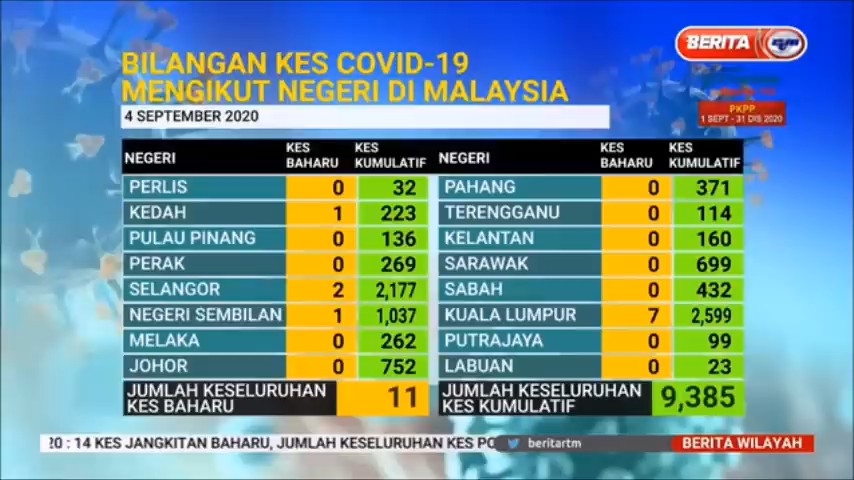 BERITA RTM
BILANGAN KES COVID-19
MENGIKUT NEGERI DI MALAYSIA
PKPP
1 SEPT - 31 DIS 2020
4 SEPTEMBER 2020
NEGERI KES BAHARU KES KUMULATIF NEGERI KES BAHARU KES KUMULATIF
PERLIS 0 32 PAHANG 0 371
KEDAH 1 223 TERENGGANU 0 114
PULAU PINANG 0 136 KELANTAN 0 160
PERAK 0 269 SARAWAK 0 699
SELANGOR 2 2,177 SABAH 0 432
NEGERI SEMBILAN 1 1,037 KUALA LUMPUR 7 2,599
MELAKA 0 262 PUTRAJAYA 0 99
JOHOR 0 752 LABUAN 0 23
JUMLAH KESELURUHAN KES BAHARU 11 JUMLAH KESELURUHAN KES KUMULATIF 9,385
20 : 14 KES JANGKITAN BAHARU, JUMLAH KESELURUHAN KES PO beritartm BERITA WILAYAH